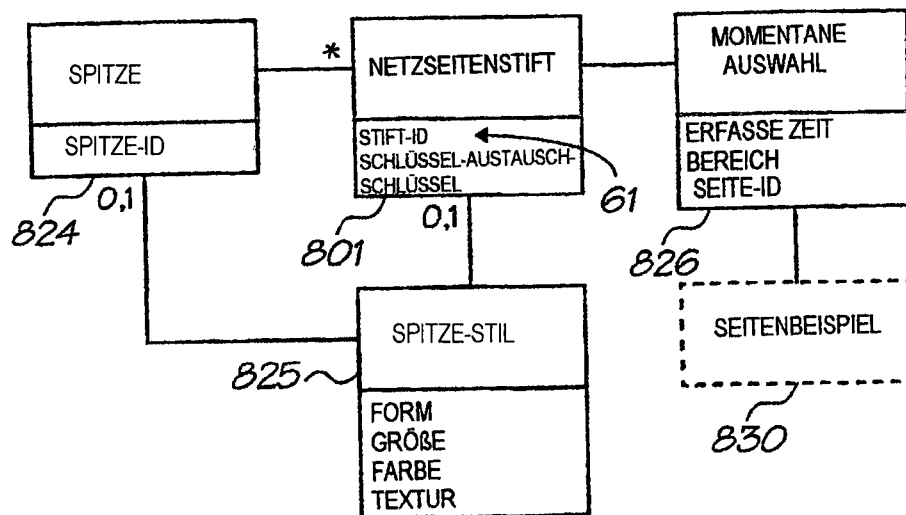 SPITZE
SPITZE-ID
824
0,1
*
NETZSEITENSTIFT
STIFT-ID
SCHLÜSSEL-AUSTAUSCH-
SCHLÜSSEL
801
0,1
61
MOMENTANE
AUSWAHL
ERFASSE ZEIT
BEREICH
SEITE-ID
826
SPITZE-STIL
825
FORM
GRÖßE
FARBE
TEXTUR
SEITENBEISPIEL
830